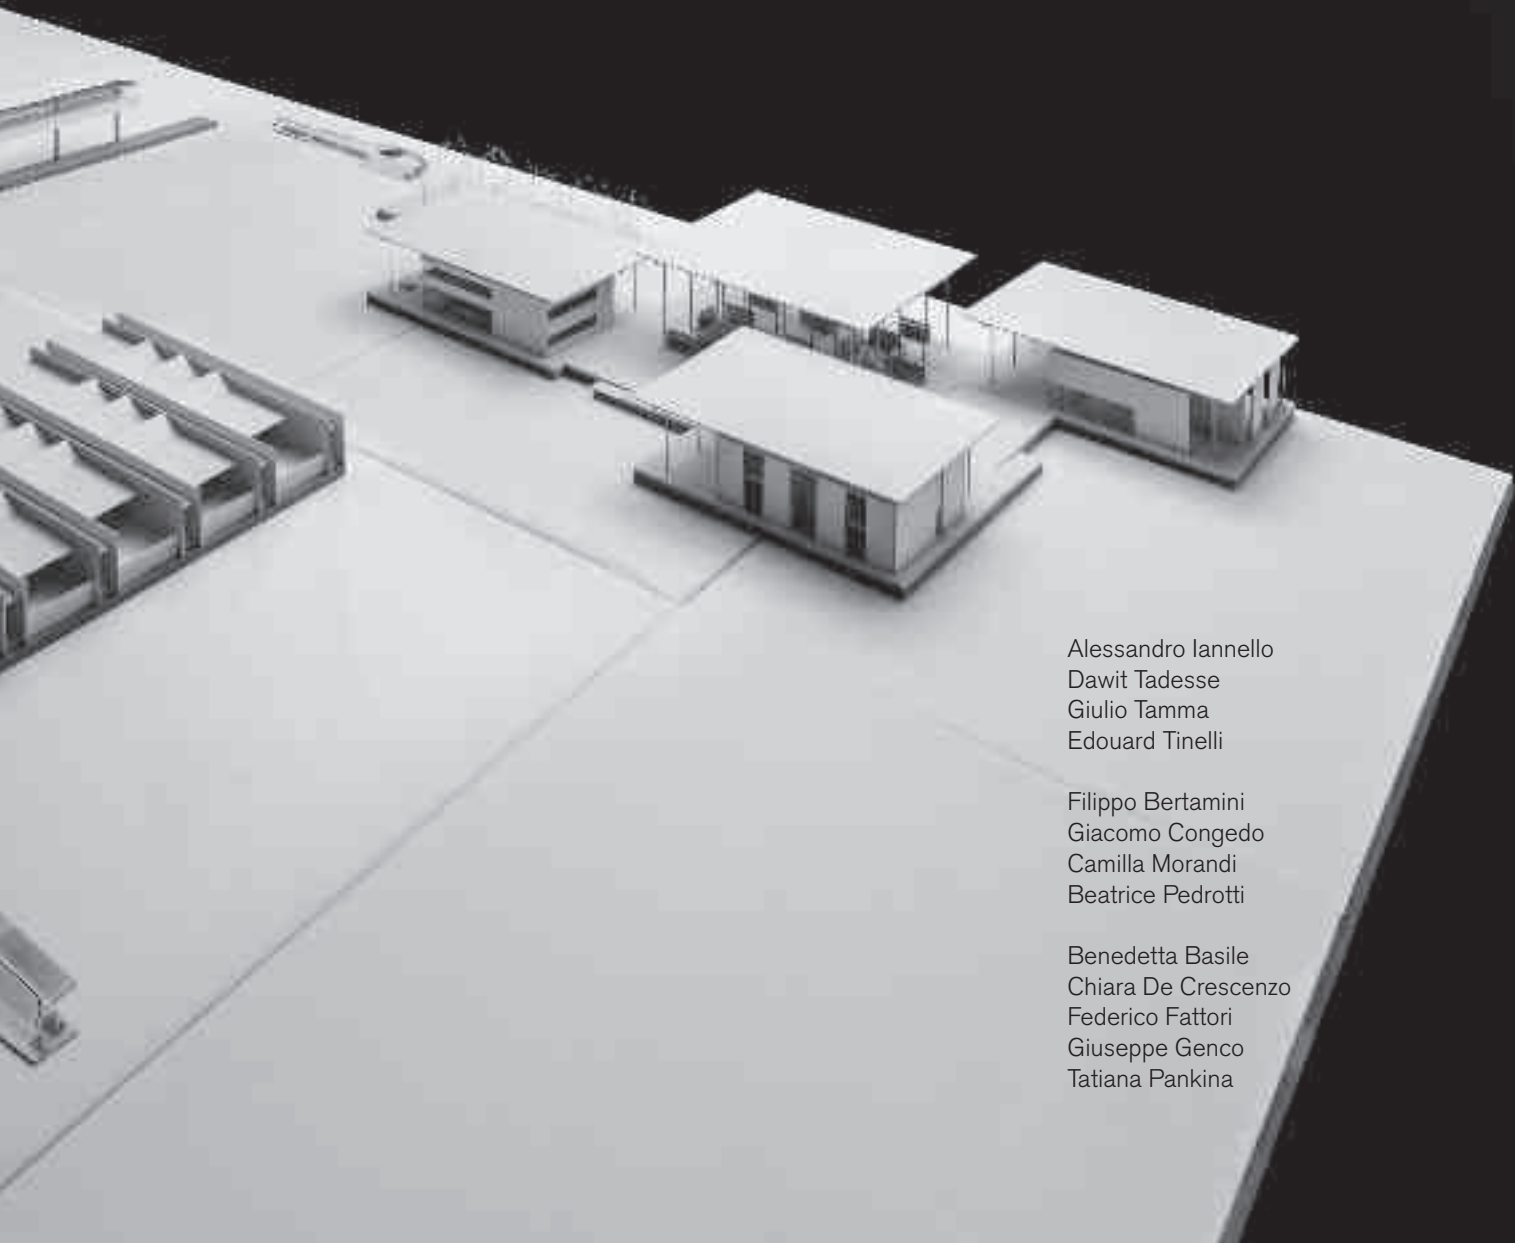 Alessandro Iannello
Dawit Tadesse
Giulio Tamma
Edouard Tinelli
Filippo Bertamini
Giacomo Congedo
Camilla Morandi
Beatrice Pedrotti
Benedetta Basile
Chiara De Crescenzo
Federico Fattori
Giuseppe Genco
Tatiana Pankina